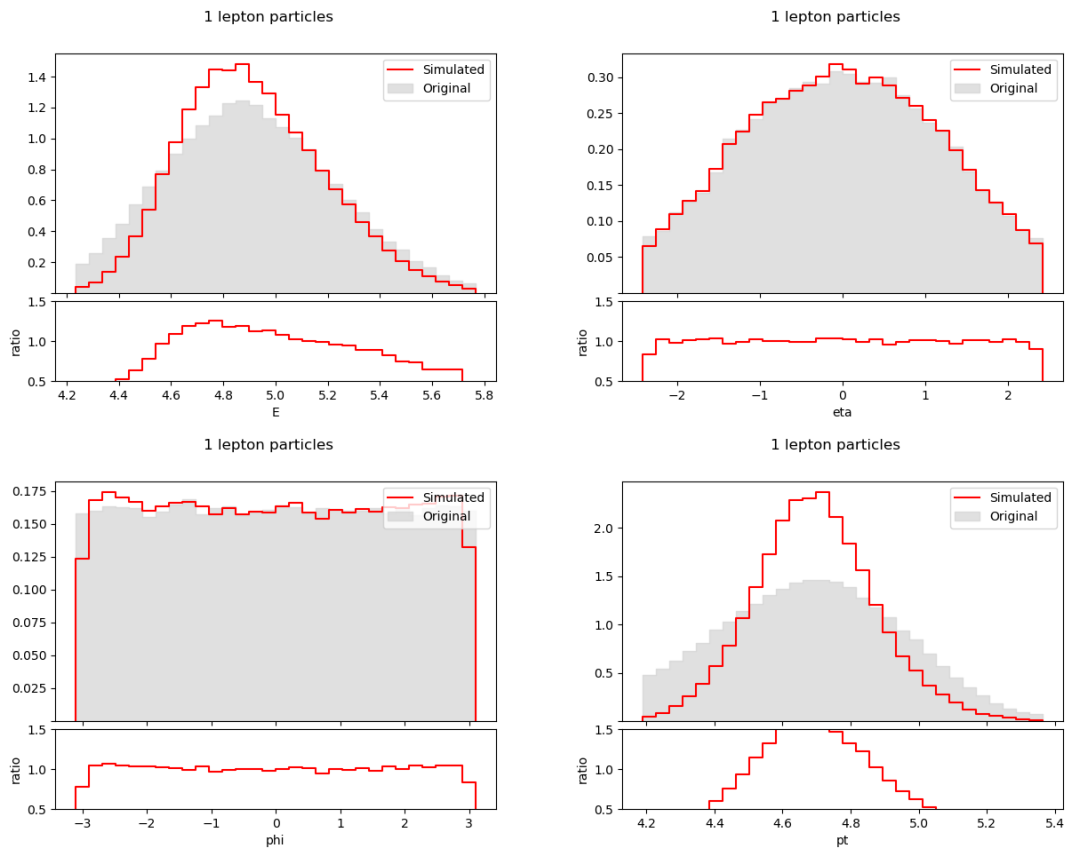 1 lepton particles
Simulated
Original
1.4
1.2
1.0
0.8
0.6
0.4
0.2
1.5
1.0
0.5
ratio
4.2 4.4 4.6 4.8 5.0 5.2 5.4 5.6 5.8
E
1 lepton particles
Simulated
Original
0.30
0.25
0.20
0.15
0.10
0.05
1.5
1.0
0.5
ratio
−2 −1 0 1 2
eta
1 lepton particles
Simulated
Original
0.175
0.150
0.125
0.100
0.075
0.050
0.025
1.5
1.0
0.5
ratio
−3 −2 −1 0 1 2 3
phi
1 lepton particles
Simulated
Original
2.0
1.5
1.0
0.5
1.5
1.0
0.5
ratio
4.2 4.4 4.6 4.8 5.0 5.2 5.4
pt